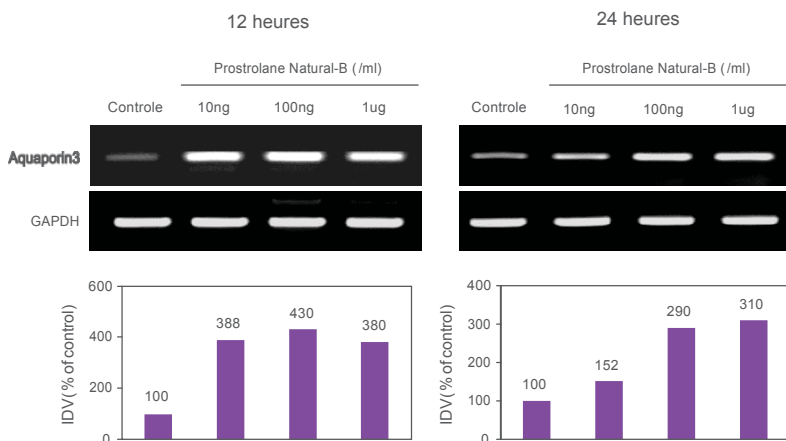 12 heures
24 heures
Prostrolane Natural-B ( /ml)
Prostrolane Natural-B ( /ml)
Controle 10ng 100ng 1ug
Controle 10ng 100ng 1ug
Aquaporin3
GAPDH
600
400
200
0
IDV( % of control)
100
388
430
380
400
300
200
100
0
IDV( % of control)
100
152
290
310